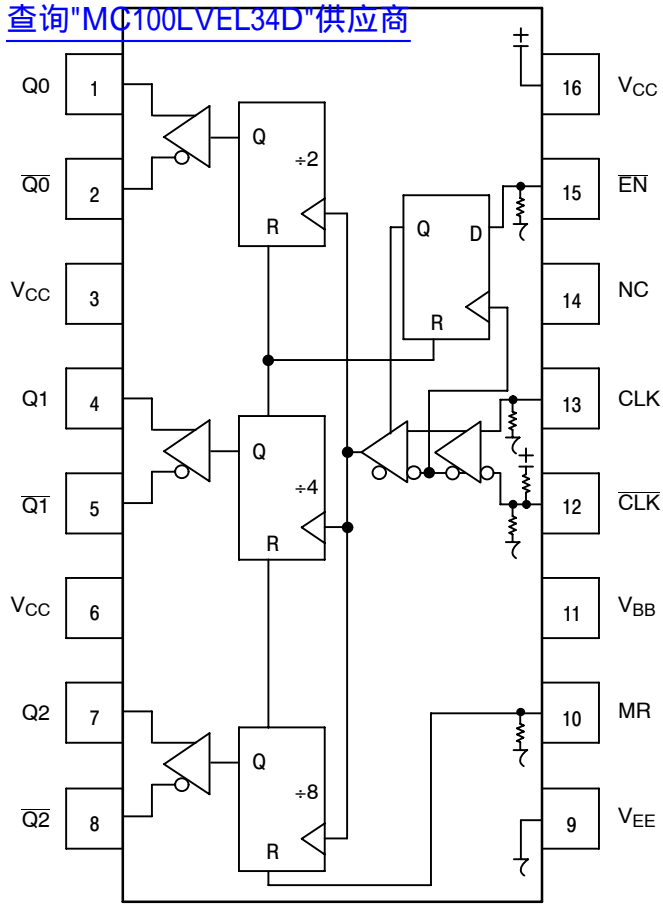 查询"MC100LVEL34D"供应商
Q0 1
Q ÷2 R
16 VCC
Q0 2
15 EN
Q D R
VCC 3
14 NC
Q1 4
Q ÷4 R
13 CLK
Q1 5
12 CLK
VCC 6
11 VBB
Q2 7
Q ÷8 R
10 MR
Q2 8
9 VEE